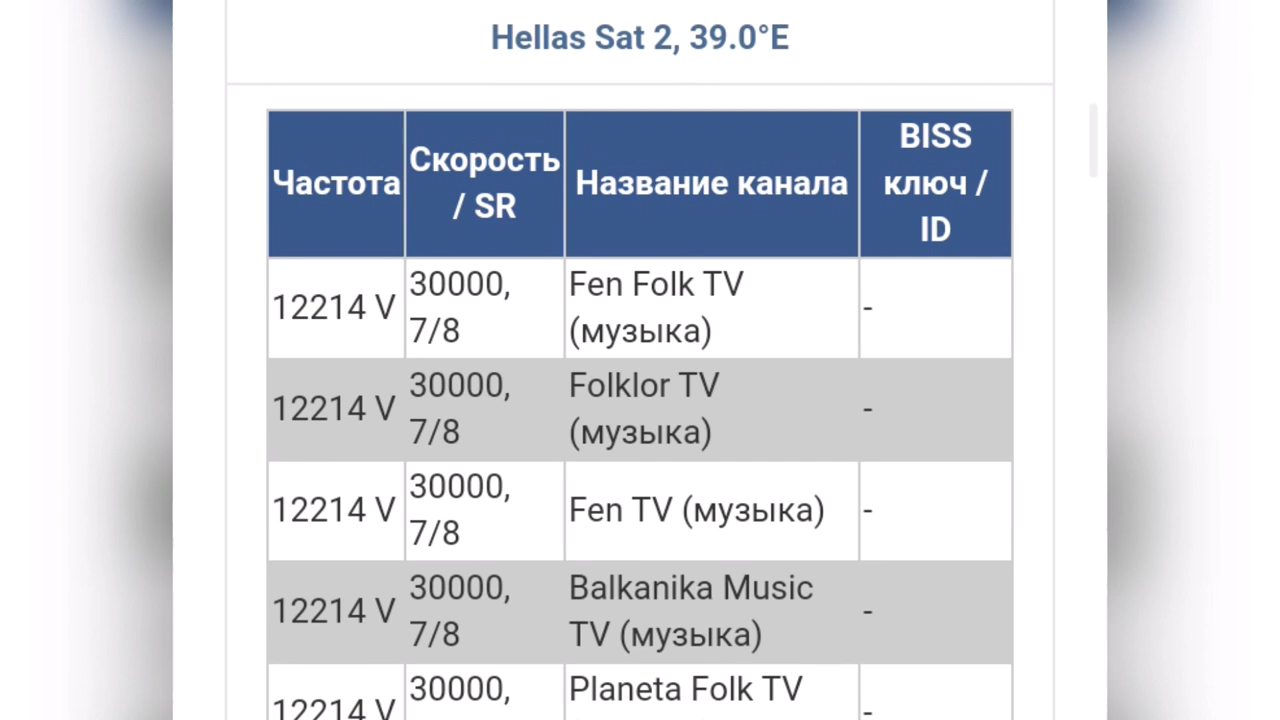 Hellas Sat 2, 39.0°E
Частота
Скорость
/ SR
Название канала
BISS
ключ /
ID
12214 V
30000,
7/8
Fen Folk TV
(музыка)
-
12214 V
30000,
7/8
Folklor TV
(музыка)
-
12214 V
30000,
7/8
Fen TV (музыка)
-
12214 V
30000,
7/8
Balkanika Music
TV (музыка)
-
12214 V
30000,
Planeta Folk TV
-